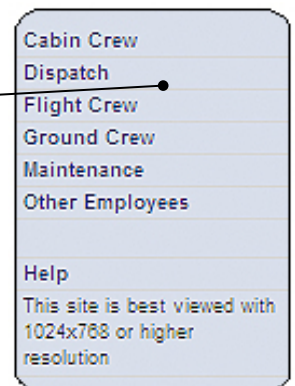 Cabin Crew
Dispatch
Flight Crew
Ground Crew
Maintenance
Other Employees
Help
This site is best viewed with
1024x768 or higher
resolution